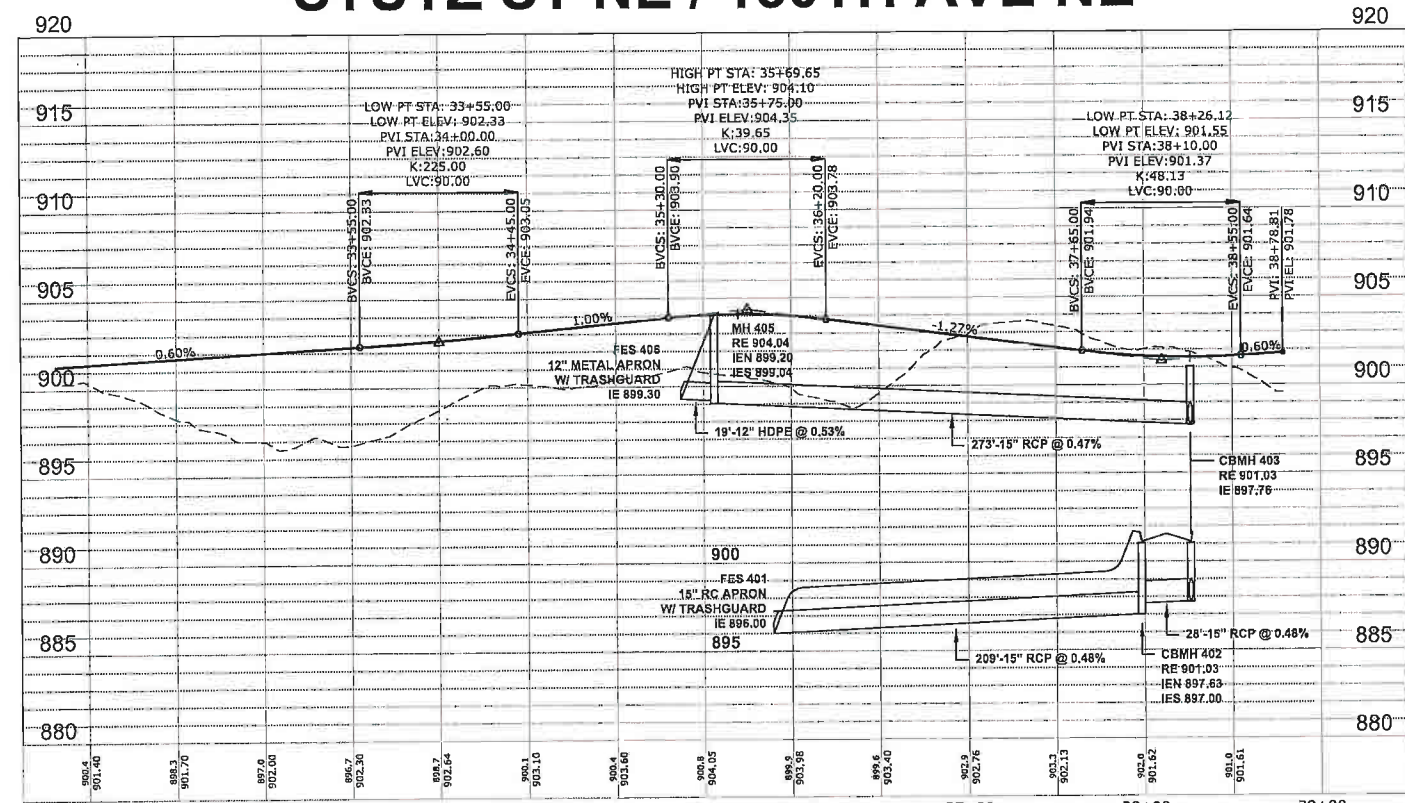 920
920
HIGH PT STA: 35+69.65
HIGH PT ELEV: 904.10
PVI STA:35+75.00
PVI ELEV:904.35
K:39.65
LVC:90.00
LOW PT STA: 33+55.00
LOW PT ELEV: 902.33
PVI STA:34+00.00
PVI ELEV:902.60
K:225.00
LVC:90.00
LOW PT STA: 38+26.12
LOW PT ELEV: 901.55
PVI STA:38+10.00
PVI ELEV:901.37
K:48.13
LVC:90.00
915
915
910
910
BVCS: 33+55.00
BVCE: 902.33
EVCS: 34+45.00
EVCE: 903.05
BVCS: 35+30.00
BVCE: 903.90
EVCS: 36+20.00
EVCE: 903.78
BVCS: 37+65.00
BVCE: 901.94
EVCS: 38+55.00
EVCE: 901.64
PVI: 38+78.81
PVIEL: 901.78
905
905
0.60%
1.00%
-1.27%
0.60%
MH 405
RE 904.04
IEN 899.20
IES 899.04
FES 406
12" METAL APRON
W/ TRASHGUARD
IE 899.30
900
900
19'-12" HDPE @ 0.53%
273'-15" RCP @ 0.47%
895
895
CBMH 403
RE 901.03
IE 897.76
890
900
890
FES 401
15" RC APRON
W/ TRASHGUARD
IE 896.00
885
895
885
28'-15" RCP @ 0.48%
209'-15" RCP @ 0.48%
CBMH 402
RE 901.03
IEN 897.63
IES 897.00
880
880
900.4
901.40
898.3
901.70
897.0
902.00
896.7
902.30
898.7
902.64
900.1
903.10
900.4
903.60
900.8
904.05
899.9
903.98
899.6
903.40
902.9
902.76
903.3
902.13
902.0
901.62
901.0
901.61